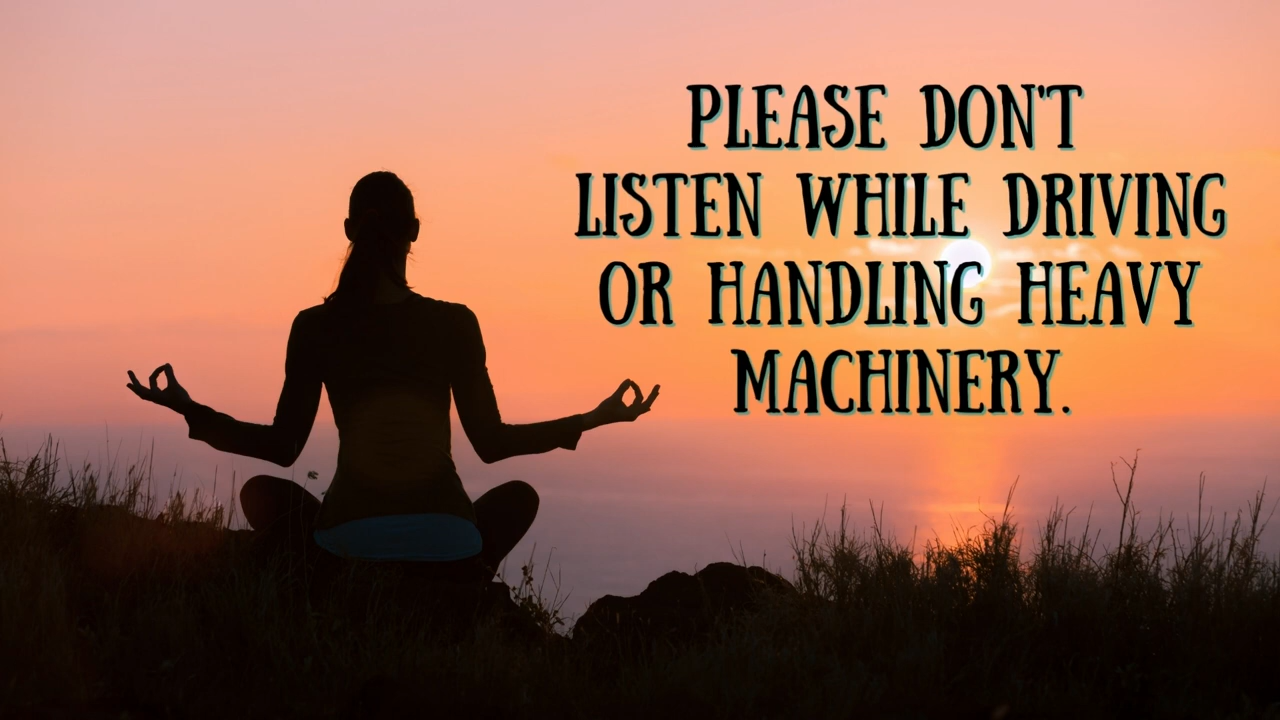 PLEASE DON'T
LISTEN WHILE DRIVING
OR HANDLING HEAVY
MACHINERY.